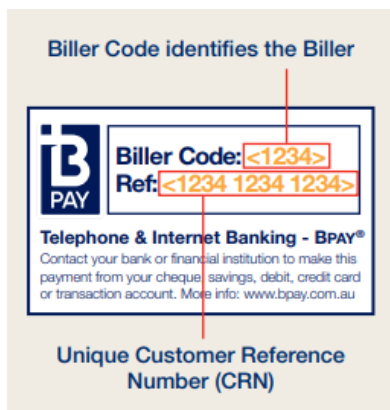 Biller Code identifies the Biller
B
PAY
Biller Code: <1234>
Ref: <1234 1234 1234>
Telephone & Internet Banking - BPAY®
Contact your bank or financial institution to make this
payment from your cheque, savings, debit, credit card
or transaction account. More info: www.bpay.com.au
Unique Customer Reference
Number (CRN)